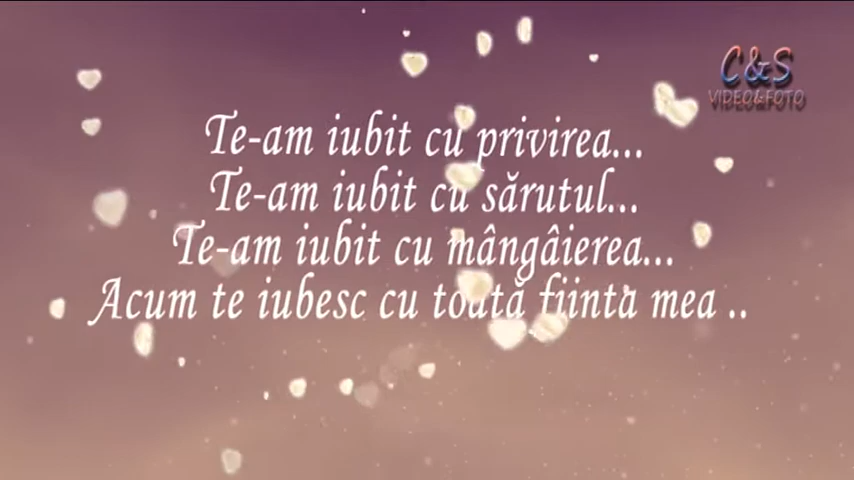 C&S
VIDEO&FOTO
Te-am iubit cu privirea...
Te-am iubit cu sărutul...
Te-am iubit cu mângâierea...
Acum te iubesc cu toată fiinta mea ..